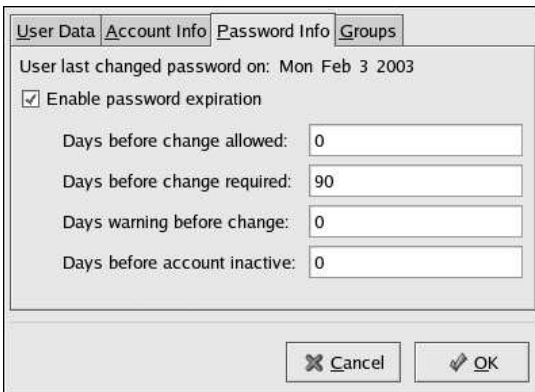 User Data Account Info Password Info Groups
User last changed password on: Mon Feb 3 2003
Enable password expiration
Days before change allowed: 0
Days before change required: 90
Days warning before change: 0
Days before account inactive: 0
Cancel OK